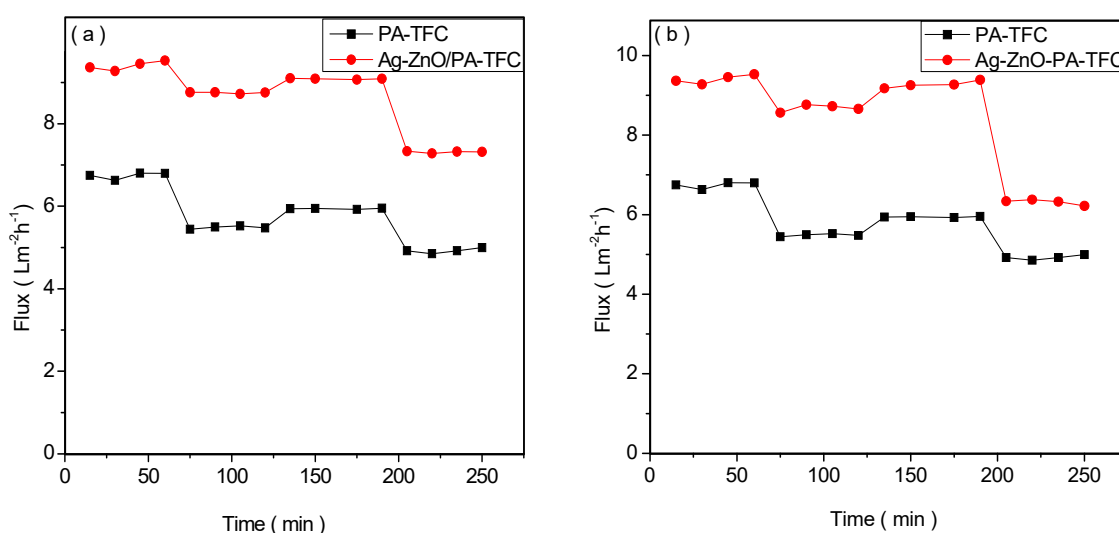 ( a )
PA-TFC
Ag-ZnO/PA-TFC
8
6
4
2
0
0 50 100 150 200 250
Flux ( Lm⁻²h⁻¹)
Time ( min )
( b )
PA-TFC
Ag-ZnO-PA-TFC
10
8
6
4
2
0
0 50 100 150 200 250
Flux ( Lm⁻²h⁻¹)
Time ( min )